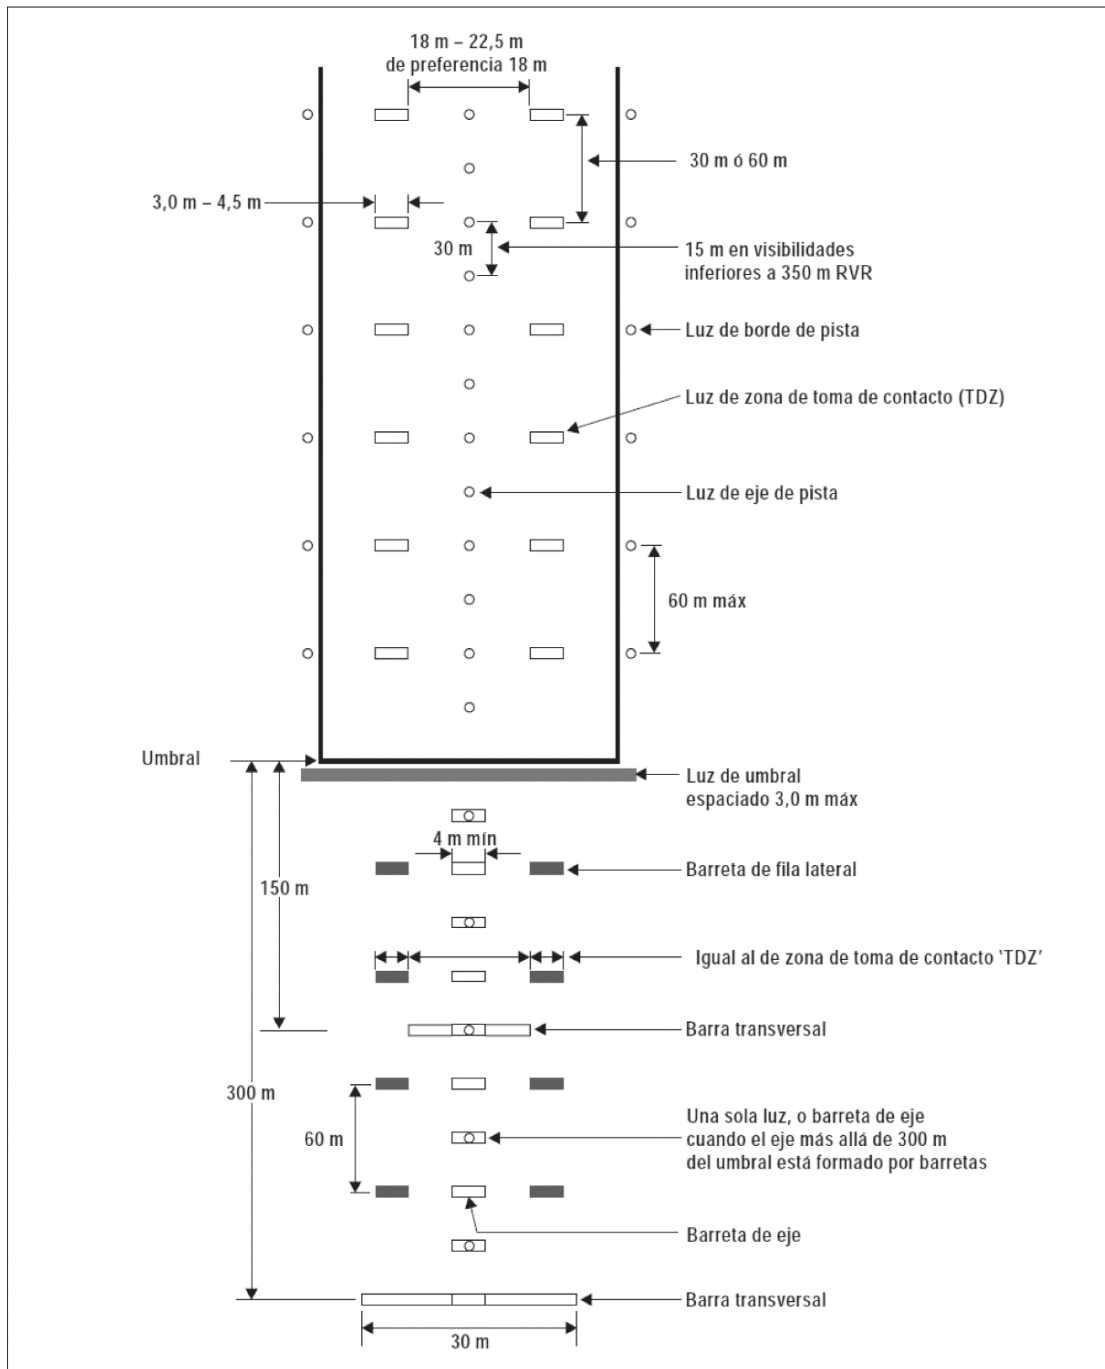 18 m – 22,5 m
de preferencia 18 m
30 m ó 60 m
3,0 m – 4,5 m
30 m
15 m en visibilidades
inferiores a 350 m RVR
Luz de borde de pista
Luz de zona de toma de contacto (TDZ)
Luz de eje de pista
60 m máx
Umbral
Luz de umbral
espaciado 3,0 m máx
4 m mín
Barreta de fila lateral
150 m
Igual al de zona de toma de contacto ‘TDZ’
Barra transversal
300 m
60 m
Una sola luz, o barreta de eje
cuando el eje más allá de 300 m
del umbral está formado por barretas
Barreta de eje
Barra transversal
30 m